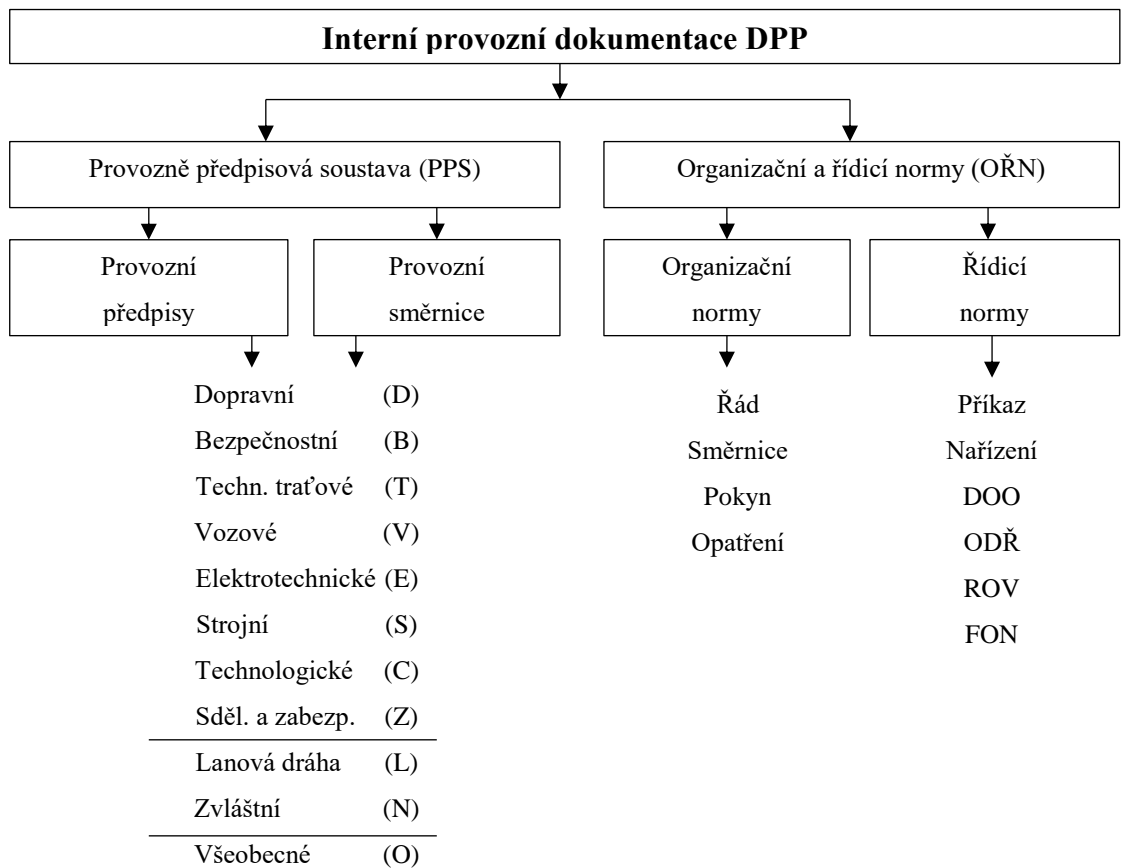 Interní provozní dokumentace DPP
Provozně předpisová soustava (PPS)
Organizační a řídicí normy (OŘN)
Provozní
předpisy
Provozní
směrnice
Organizační
normy
Řídicí
normy
Dopravní (D)
Bezpečnostní (B)
Techn. traťové (T)
Vozové (V)
Elektrotechnické (E)
Strojní (S)
Technologické (C)
Sděl. a zabezp. (Z)
Lanová dráha (L)
Zvláštní (N)
Všeobecné (O)
Řád
Směrnice
Pokyn
Opatření
Příkaz
Nařízení
DOO
ODŘ
ROV
FON